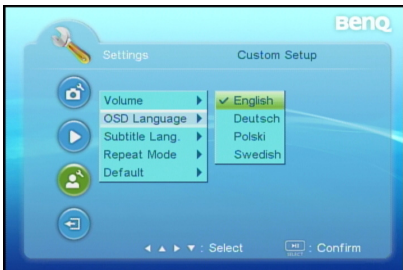 BenQ
Settings Custom Setup
Volume
OSD Language
Subtitle Lang.
Repeat Mode
Default
English
Deutsch
Polski
Swedish
: Select : Confirm